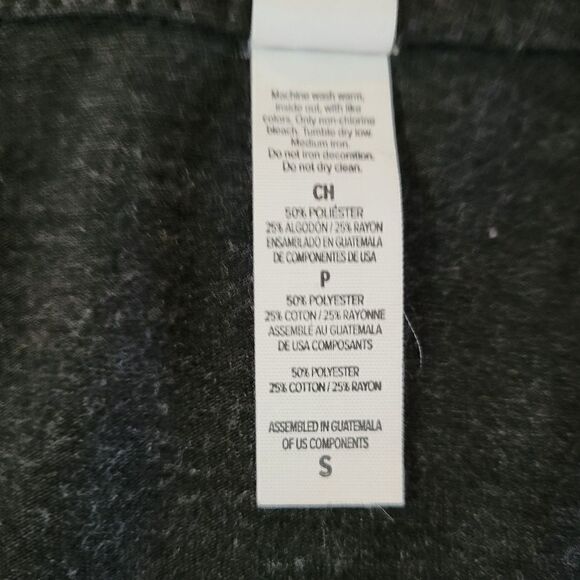 Machine wash warm,
inside out, with like
colors. Only non-chlorine
bleach. Tumble dry low.
Medium iron.
Do not iron decoration.
Do not dry clean.
CH
50% POLIÉSTER
25% ALGODÓN / 25% RAYON
ENSAMBLADO EN GUATEMALA
DE COMPONENTES DE USA
P
50% POLYESTER
25% COTON / 25% RAYONNE
ASSEMBLÉ AU GUATEMALA
DE USA COMPOSANTS
50% POLYESTER
25% COTTON / 25% RAYON
ASSEMBLED IN GUATEMALA
OF US COMPONENTS
S